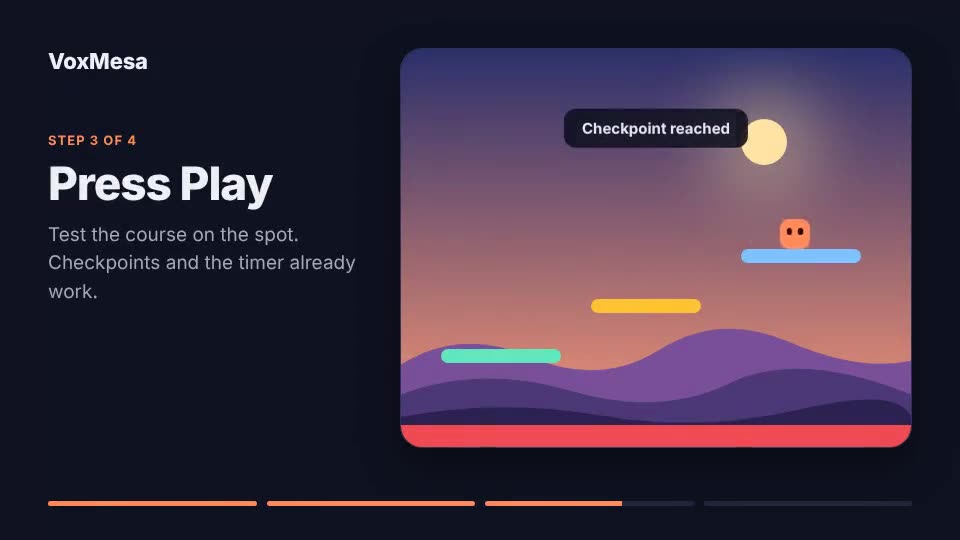 VoxMesa
STEP 3 OF 4
Press Play
Test the course on the spot.
Checkpoints and the timer already
work.
Checkpoint reached